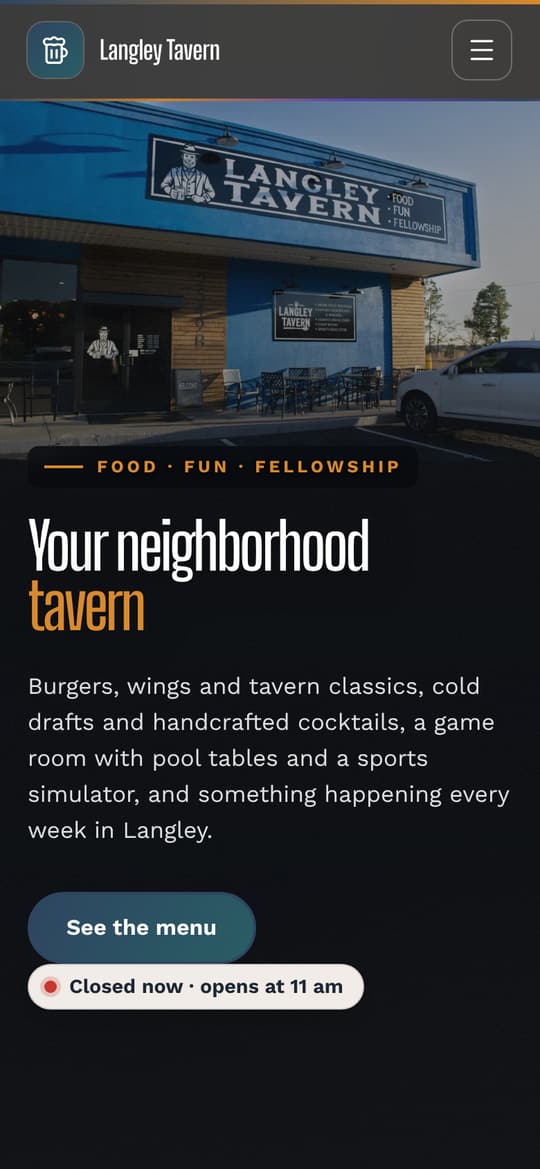 Langley Tavern
LANGLEY
TAVERN
· FOOD
· FUN
· FELLOWSHIP
LANGLEY
TAVERN
WELCOME
FOOD · FUN · FELLOWSHIP
Your neighborhood
tavern
Burgers, wings and tavern classics, cold
drafts and handcrafted cocktails, a game
room with pool tables and a sports
simulator, and something happening every
week in Langley.
See the menu
Closed now · opens at 11 am